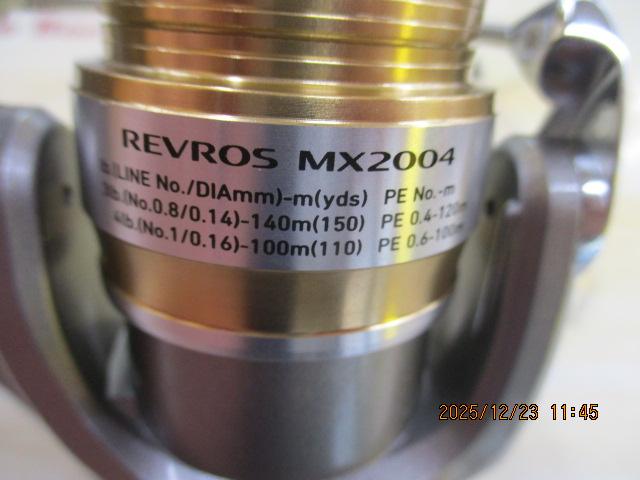 REVROS MX2004
lb.(LINE No./DIAmm)-m(yds) PE No.-m
3lb.(No.0.8/0.14)-140m(150) PE 0.4-120m
4lb.(No.1/0.16)-100m(110) PE 0.6-100m
2025/12/23 11:45